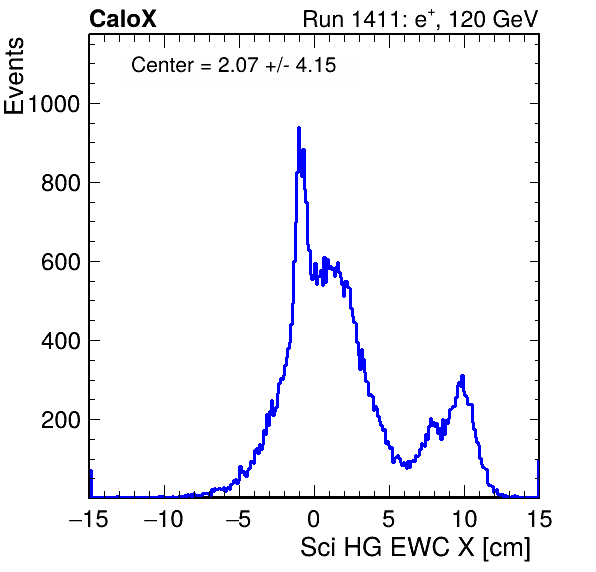 CaloX Run 1411: e+, 120 GeV
Center = 2.07 +/- 4.15
Events
1000
800
600
400
200
−15 −10 −5 0 5 10 15
Sci HG EWC X [cm]